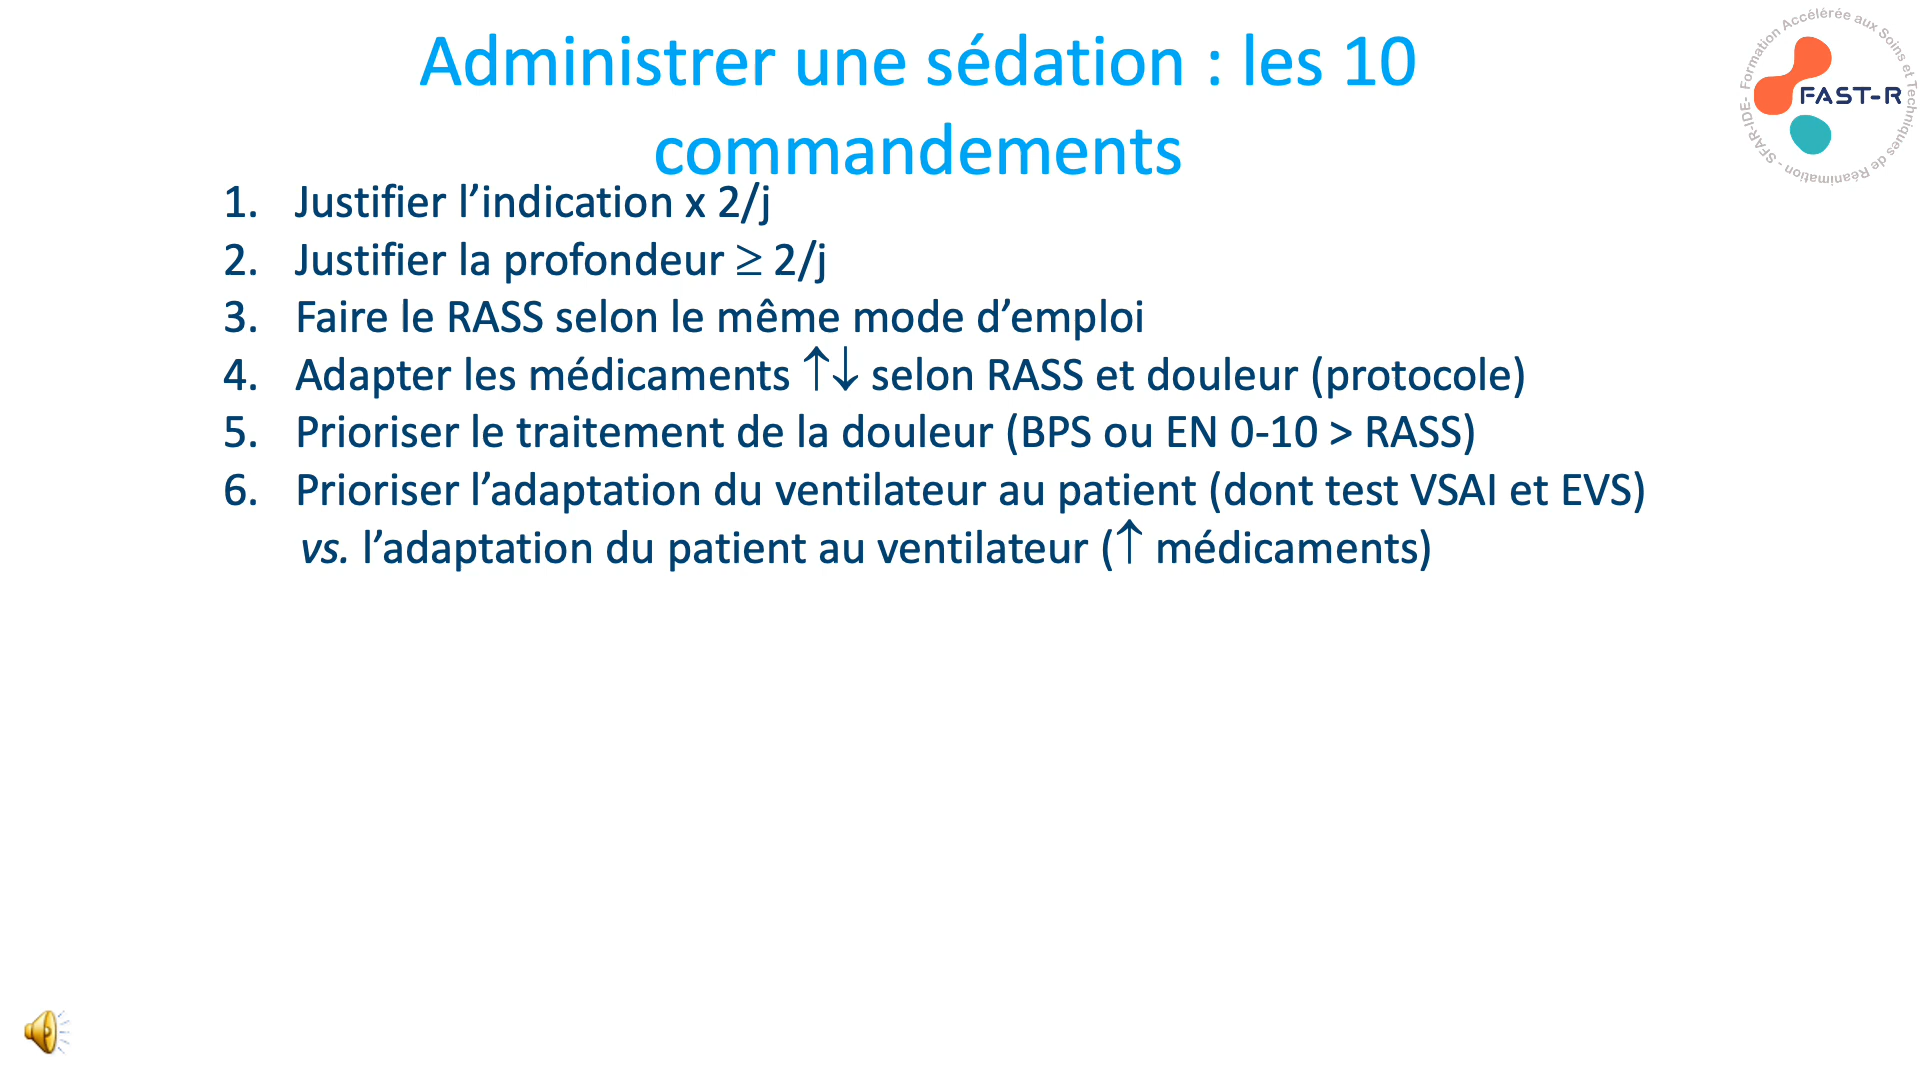 Administrer une sédation : les 10
commandements
1. Justifier l’indication x 2/j
2. Justifier la profondeur ≥ 2/j
3. Faire le RASS selon le même mode d’emploi
4. Adapter les médicaments ↑↓ selon RASS et douleur (protocole)
5. Prioriser le traitement de la douleur (BPS ou EN 0-10 > RASS)
6. Prioriser l’adaptation du ventilateur au patient (dont test VSAI et EVS)
vs. l’adaptation du patient au ventilateur (↑ médicaments)
FAST-R
Formation Accélérée aux Soins et Techniques de Réanimation - SFAR-IDE-